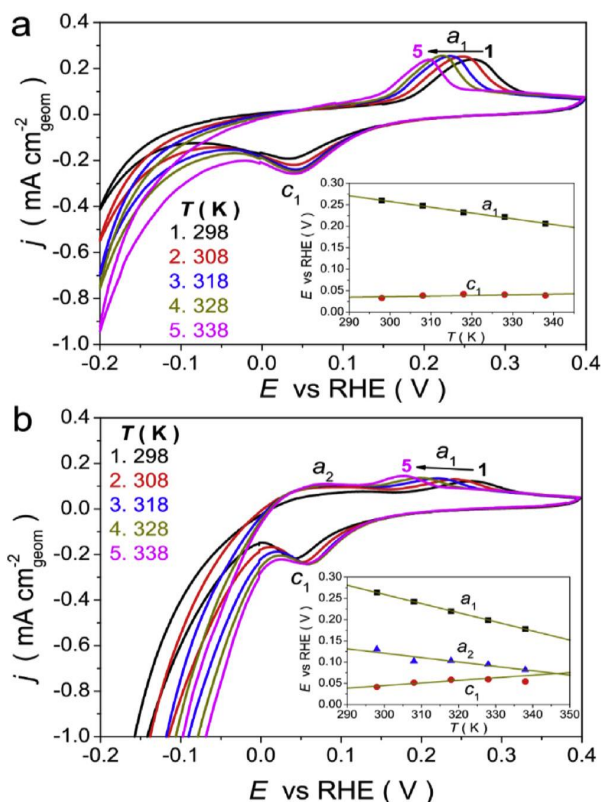 a
a1
5 1
c1
T ( K )
1. 298
2. 308
3. 318
4. 328
5. 338
j ( mA cm-2geom )
0.4
0.2
0.0
-0.2
-0.4
-0.6
-0.8
-1.0
-0.2 -0.1 0.0 0.1 0.2 0.3 0.4
E vs RHE ( V )
E vs RHE (V)
0.30
0.25
0.20
0.15
0.10
0.05
0.00
a1
c1
290 300 310 320 330 340
T ( K )
b
T ( K )
1. 298
2. 308
3. 318
4. 328
5. 338
a2
a1
5 1
c1
j ( mA cm-2geom )
0.4
0.2
0.0
-0.2
-0.4
-0.6
-0.8
-1.0
-0.2 -0.1 0.0 0.1 0.2 0.3 0.4
E vs RHE ( V )
E vs RHE (V)
0.30
0.25
0.20
0.15
0.10
0.05
0.00
a1
a2
c1
290 300 310 320 330 340 350
T ( K )